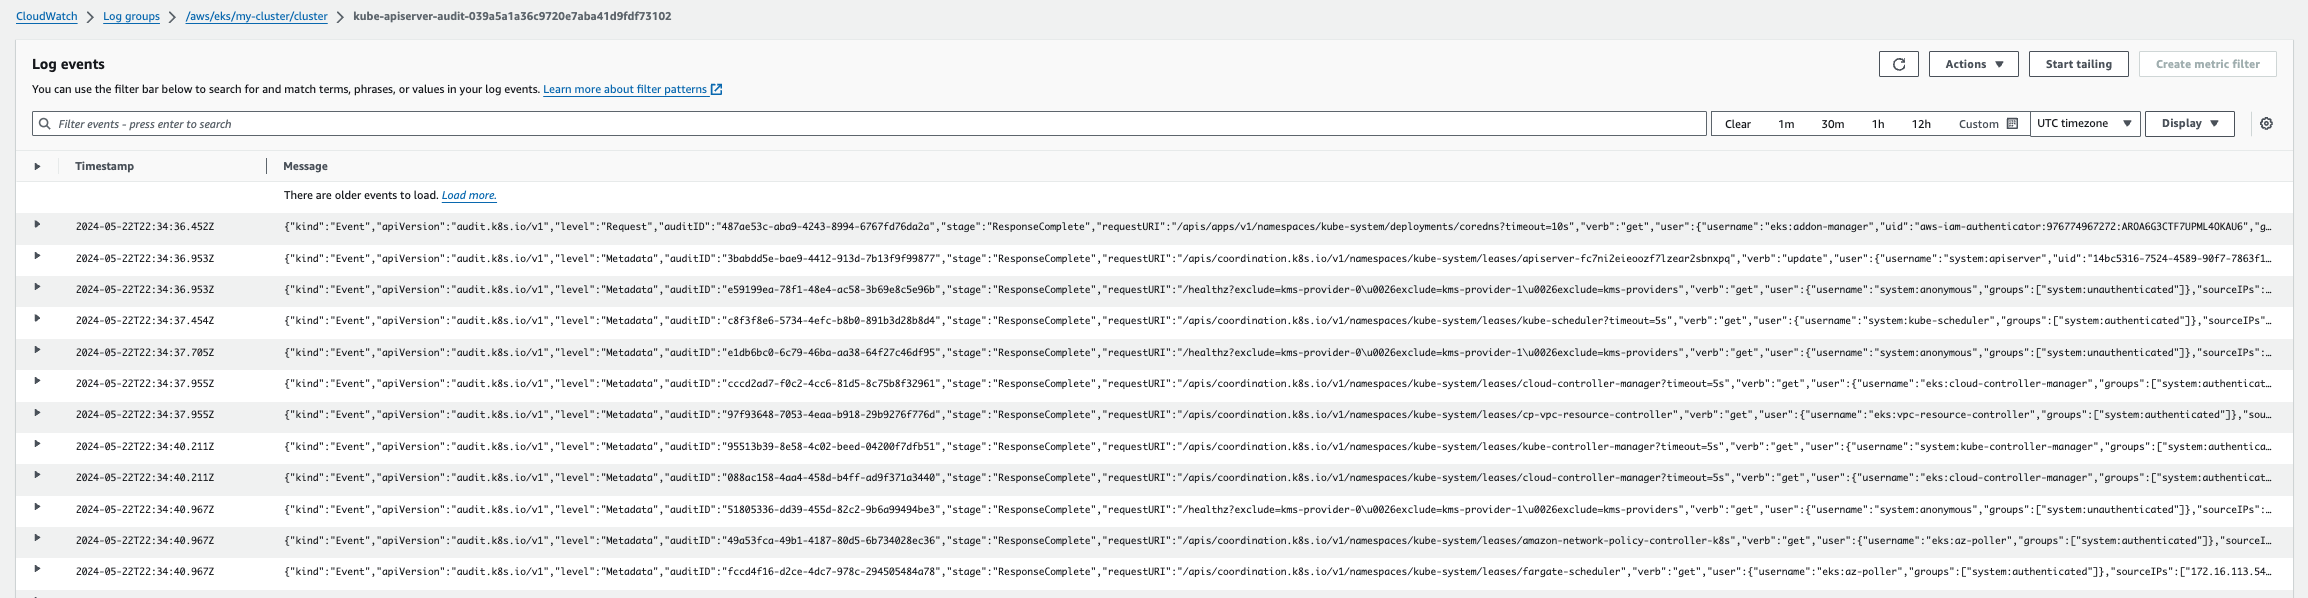 CloudWatch > Log groups > /aws/eks/my-cluster/cluster > kube-apiserver-audit-039a5a1a36c9720e7aba41d9fdf73102
Log events
Actions ▼ Start tailing Create metric filter
You can use the filter bar below to search for and match terms, phrases, or values in your log events. Learn more about filter patterns
Filter events - press enter to search Clear 1m 30m 1h 12h Custom UTC timezone ▼ Display ▼
Timestamp Message
There are older events to load. Load more.
2024-05-22T22:34:36.452Z {"kind":"Event","apiVersion":"audit.k8s.io/v1","level":"Request","auditID":"487ae53c-aba9-4243-8994-6767fd76da2a","stage":"ResponseComplete","requestURI":"/apis/apps/v1/namespaces/kube-system/deployments/coredns?timeout=10s","verb":"get","user":{"username":"eks:addon-manager","uid":"aws-iam-authenticator:976774967272:AROA6G3CTF7UPML4OKAU6","g…
2024-05-22T22:34:36.953Z {"kind":"Event","apiVersion":"audit.k8s.io/v1","level":"Metadata","auditID":"3babdd5e-bae9-4412-913d-7b13f9f99877","stage":"ResponseComplete","requestURI":"/apis/coordination.k8s.io/v1/namespaces/kube-system/leases/apiserver-fc7ni2eieoozf7lzear2sbnxpq","verb":"update","user":{"username":"system:apiserver","uid":"14bc5316-7524-4589-90f7-7863f1…
2024-05-22T22:34:36.953Z {"kind":"Event","apiVersion":"audit.k8s.io/v1","level":"Metadata","auditID":"e59199ea-78f1-48e4-ac58-3b69e8c5e96b","stage":"ResponseComplete","requestURI":"/healthz?exclude=kms-provider-0\u0026exclude=kms-provider-1\u0026exclude=kms-providers","verb":"get","user":{"username":"system:anonymous","groups":["system:unauthenticated"]},"sourceIPs":…
2024-05-22T22:34:37.454Z {"kind":"Event","apiVersion":"audit.k8s.io/v1","level":"Metadata","auditID":"c8f3f8e6-5734-4efc-b8b0-891b3d28b8d4","stage":"ResponseComplete","requestURI":"/apis/coordination.k8s.io/v1/namespaces/kube-system/leases/kube-scheduler?timeout=5s","verb":"get","user":{"username":"system:kube-scheduler","groups":["system:authenticated"]},"sourceIPs"…
2024-05-22T22:34:37.705Z {"kind":"Event","apiVersion":"audit.k8s.io/v1","level":"Metadata","auditID":"e1db6bc0-6c79-46ba-aa38-64f27c46df95","stage":"ResponseComplete","requestURI":"/healthz?exclude=kms-provider-0\u0026exclude=kms-provider-1\u0026exclude=kms-providers","verb":"get","user":{"username":"system:anonymous","groups":["system:unauthenticated"]},"sourceIPs":…
2024-05-22T22:34:37.955Z {"kind":"Event","apiVersion":"audit.k8s.io/v1","level":"Metadata","auditID":"cccd2ad7-f0c2-4cc6-81d5-8c75b8f32961","stage":"ResponseComplete","requestURI":"/apis/coordination.k8s.io/v1/namespaces/kube-system/leases/cloud-controller-manager?timeout=5s","verb":"get","user":{"username":"eks:cloud-controller-manager","groups":["system:authenticat…
2024-05-22T22:34:37.955Z {"kind":"Event","apiVersion":"audit.k8s.io/v1","level":"Metadata","auditID":"97f93648-7053-4eaa-b918-29b9276f776d","stage":"ResponseComplete","requestURI":"/apis/coordination.k8s.io/v1/namespaces/kube-system/leases/cp-vpc-resource-controller","verb":"get","user":{"username":"eks:vpc-resource-controller","groups":["system:authenticated"]},"sou…
2024-05-22T22:34:40.211Z {"kind":"Event","apiVersion":"audit.k8s.io/v1","level":"Metadata","auditID":"95513b39-8e58-4c02-beed-04200f7dfb51","stage":"ResponseComplete","requestURI":"/apis/coordination.k8s.io/v1/namespaces/kube-system/leases/kube-controller-manager?timeout=5s","verb":"get","user":{"username":"system:kube-controller-manager","groups":["system:authentica…
2024-05-22T22:34:40.211Z {"kind":"Event","apiVersion":"audit.k8s.io/v1","level":"Metadata","auditID":"088ac158-4aa4-458d-b4ff-ad9f371a3440","stage":"ResponseComplete","requestURI":"/apis/coordination.k8s.io/v1/namespaces/kube-system/leases/cloud-controller-manager?timeout=5s","verb":"get","user":{"username":"eks:cloud-controller-manager","groups":["system:authenticat…
2024-05-22T22:34:40.967Z {"kind":"Event","apiVersion":"audit.k8s.io/v1","level":"Metadata","auditID":"51805336-dd39-455d-82c2-9b6a99494be3","stage":"ResponseComplete","requestURI":"/healthz?exclude=kms-provider-0\u0026exclude=kms-provider-1\u0026exclude=kms-providers","verb":"get","user":{"username":"system:anonymous","groups":["system:unauthenticated"]},"sourceIPs":…
2024-05-22T22:34:40.967Z {"kind":"Event","apiVersion":"audit.k8s.io/v1","level":"Metadata","auditID":"49a53fca-49b1-4187-80d5-6b734028ec36","stage":"ResponseComplete","requestURI":"/apis/coordination.k8s.io/v1/namespaces/kube-system/leases/amazon-network-policy-controller-k8s","verb":"get","user":{"username":"eks:az-poller","groups":["system:authenticated"]},"sourceI…
2024-05-22T22:34:40.967Z {"kind":"Event","apiVersion":"audit.k8s.io/v1","level":"Metadata","auditID":"fccd4f16-d2ce-4dc7-978c-294505484a78","stage":"ResponseComplete","requestURI":"/apis/coordination.k8s.io/v1/namespaces/kube-system/leases/fargate-scheduler","verb":"get","user":{"username":"eks:az-poller","groups":["system:authenticated"]},"sourceIPs":["172.16.113.54…